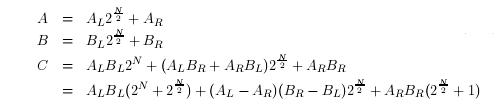 A = A_L 2^{N/2} + A_R
B = B_L 2^{N/2} + B_R
C = A_L B_L 2^N + (A_L B_R + A_R B_L) 2^{N/2} + A_R B_R
= A_L B_L (2^N + 2^{N/2}) + (A_L − A_R)(B_R − B_L) 2^{N/2} + A_R B_R (2^{N/2} + 1)